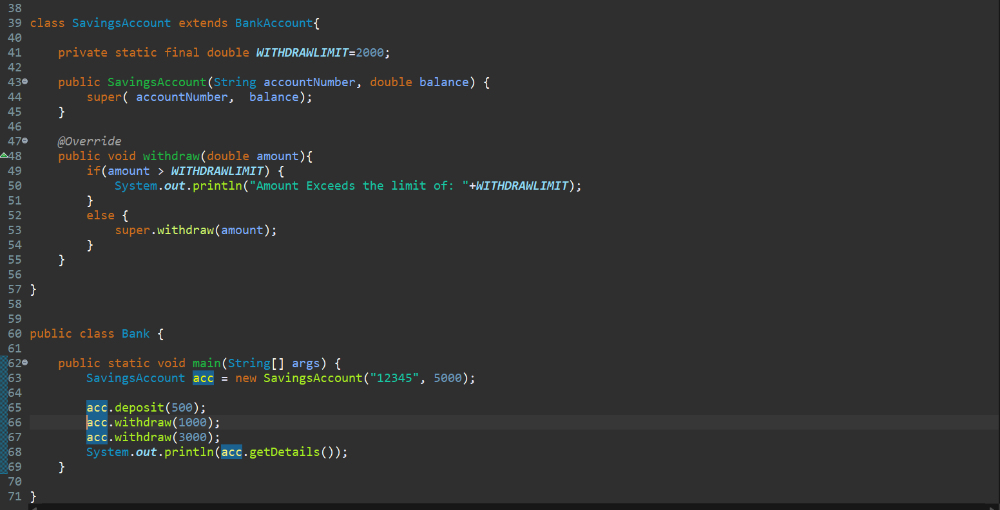 38
39 class SavingsAccount extends BankAccount{
40
41     private static final double WITHDRAWLIMIT=2000;
42
43     public SavingsAccount(String accountNumber, double balance) {
44         super( accountNumber,  balance);
45     }
46
47     @Override
48     public void withdraw(double amount){
49         if(amount > WITHDRAWLIMIT) {
50             System.out.println("Amount Exceeds the limit of: "+WITHDRAWLIMIT);
51         }
52         else {
53             super.withdraw(amount);
54         }
55     }
56
57 }
58
59
60 public class Bank {
61
62     public static void main(String[] args) {
63         SavingsAccount acc = new SavingsAccount("12345", 5000);
64
65         acc.deposit(500);
66         acc.withdraw(1000);
67         acc.withdraw(3000);
68         System.out.println(acc.getDetails());
69     }
70
71 }